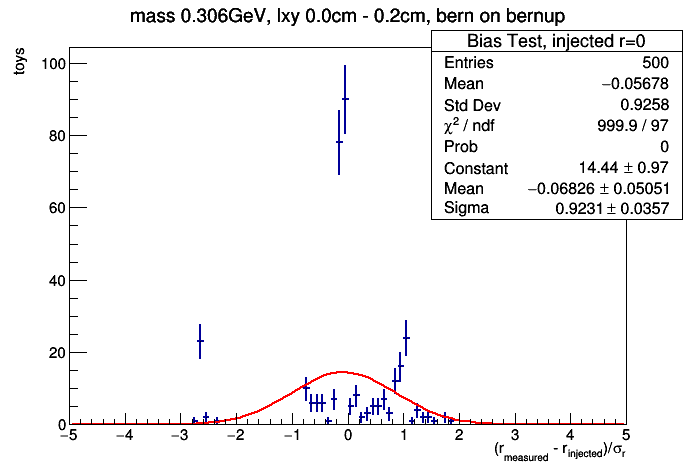 mass 0.306GeV, lxy 0.0cm - 0.2cm, bern on bernup
toys
Bias Test, injected r=0
Entries 500
Mean −0.05678
Std Dev 0.9258
χ² / ndf 999.9 / 97
Prob 0
Constant 14.44 ± 0.97
Mean −0.06826 ± 0.05051
Sigma 0.9231 ± 0.0357
100
80
60
40
20
0
−5 −4 −3 −2 −1 0 1 2 3 4 5
(r_measured - r_injected)/σ_r